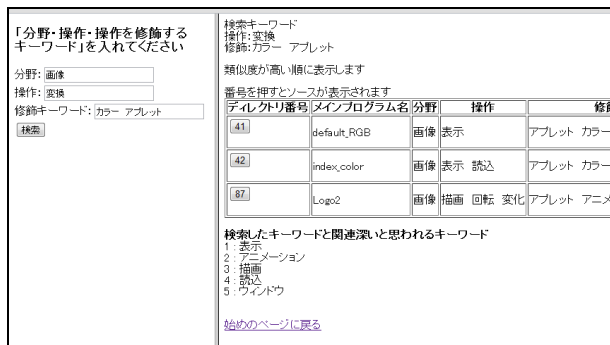 「分野・操作・操作を修飾する
キーワード」を入れてください
分野: 画像
操作: 変換
修飾キーワード: カラー アプレット
検索
検索キーワード
操作:変換
修飾:カラー アプレット
類似度が高い順に表示します
番号を押すとソースが表示されます
ディレクトリ番号 メインプログラム名 分野 操作
41 default_RGB 画像 表示 アプレット カラー
42 index_color 画像 表示 読込 アプレット カラー
87 Logo2 画像 描画 回転 変化 アプレット アニメ
検索したキーワードと関連深いと思われるキーワード
1 : 表示
2 : アニメーション
3 : 描画
4 : 読込
5 : ウィンドウ
始めのページに戻る